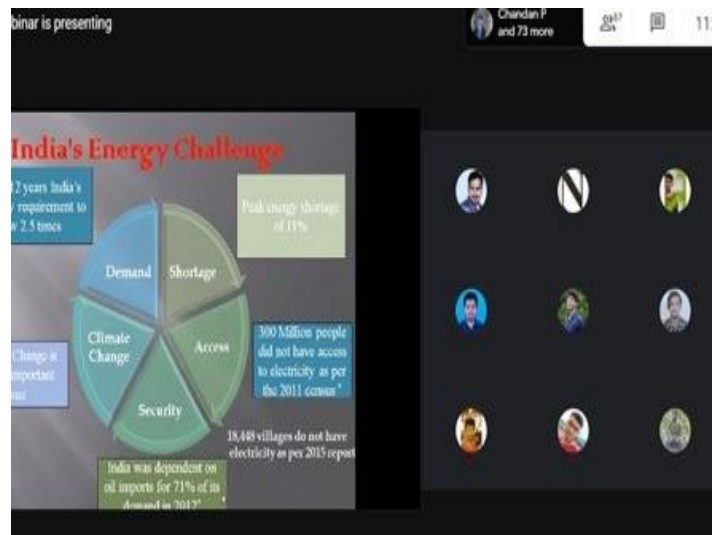 binar is presenting
Chandan P
and 73 more
87
11:
India's Energy Challenge
2 years India's
requirement to
2.5 times
Peak energy shortage
of 11%
Demand
Shortage
Climate
Change
Access
Security
Change is
important
300 Million people
did not have access
to electricity as per
the 2011 census"
18,448 villages do not have
electricity as per 2015 report
India was dependent on
oil imports for 71% of its
demand in 2012"
N